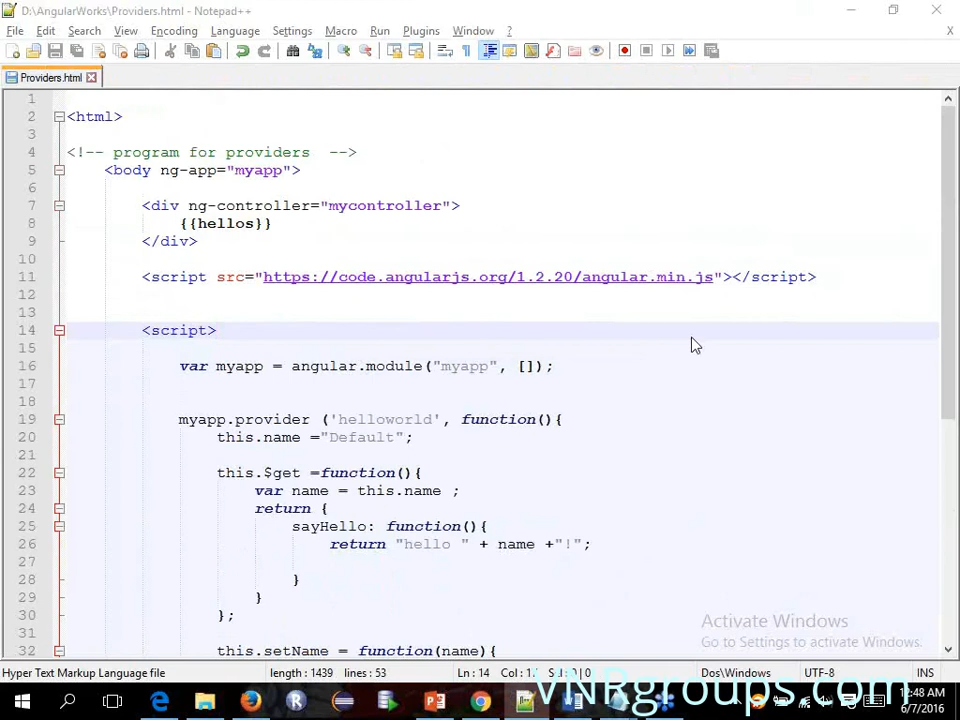 D:\AngularWorks\Providers.html - Notepad++
File Edit Search View Encoding Language Settings Macro Run Plugins Window ? X
Providers.html
1
2 <html>
3
4 <!-- program for providers -->
5 <body ng-app="myapp">
6
7 <div ng-controller="mycontroller">
8 {{hellos}}
9 </div>
10
11 <script src="https://code.angularjs.org/1.2.20/angular.min.js"></script>
12
13
14 <script>
15
16 var myapp = angular.module("myapp", []);
17
18
19 myapp.provider ('helloworld', function(){
20 this.name ="Default";
21
22 this.$get =function(){
23 var name = this.name ;
24 return {
25 sayHello: function(){
26 return "hello " + name +"!";
27
28 }
29 }
30 };
31
32 this.setName = function(name){
Activate Windows
Go to Settings to activate Windows.
Hyper Text Markup Language file length : 1439 lines : 53 Ln : 14 Sel : 0 | 0 Dos\Windows UTF-8 INS
VNRgroups.com
:48 AM
6/7/2016